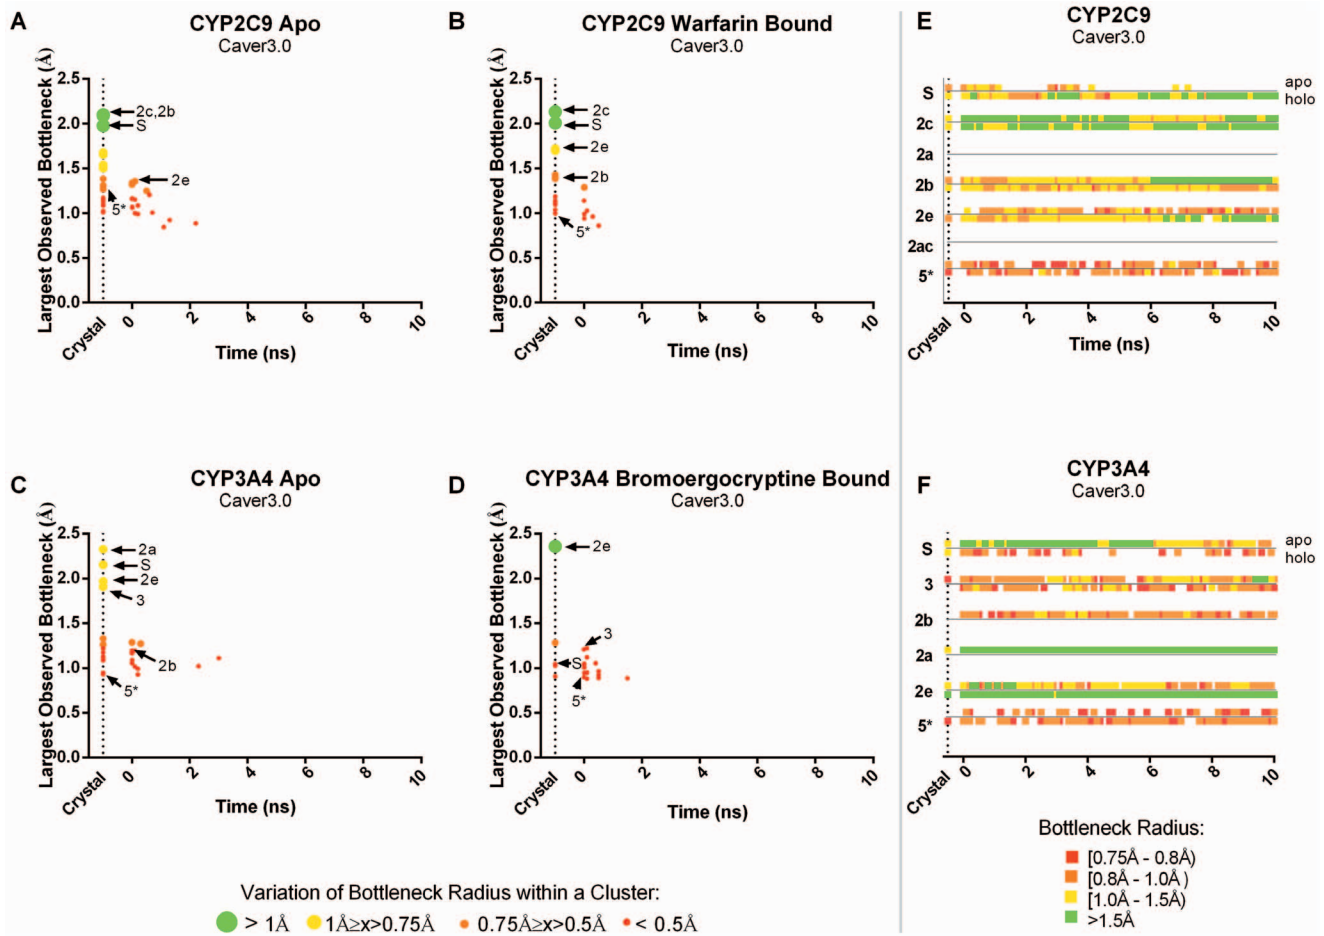 A
CYP2C9 Apo
Caver3.0
Largest Observed Bottleneck (Å)
2.5
2.0
1.5
1.0
0.5
0.0
2c,2b
S
2e
5*
Crystal
0
2
4
6
8
10
Time (ns)
B
CYP2C9 Warfarin Bound
Caver3.0
Largest Observed Bottleneck (Å)
2.5
2.0
1.5
1.0
0.5
0.0
2c
S
2e
2b
5*
Crystal
0
2
4
6
8
10
Time (ns)
E
CYP2C9
Caver3.0
S
2c
2a
2b
2e
2ac
5*
apo
holo
Crystal
0
2
4
6
8
10
Time (ns)
C
CYP3A4 Apo
Caver3.0
Largest Observed Bottleneck (Å)
2.5
2.0
1.5
1.0
0.5
0.0
2a
S
2e
3
2b
5*
Crystal
0
2
4
6
8
10
Time (ns)
D
CYP3A4 Bromoergocryptine Bound
Caver3.0
Largest Observed Bottleneck (Å)
2.5
2.0
1.5
1.0
0.5
0.0
2e
3
S
5*
Crystal
0
2
4
6
8
10
Time (ns)
F
CYP3A4
Caver3.0
S
3
2b
2a
2e
5*
apo
holo
Crystal
0
2
4
6
8
10
Time (ns)
Variation of Bottleneck Radius within a Cluster:
> 1Å 1Å≥x>0.75Å 0.75Å≥x>0.5Å < 0.5Å
Bottleneck Radius:
[0.75Å - 0.8Å)
[0.8Å - 1.0Å )
[1.0Å - 1.5Å)
>1.5Å